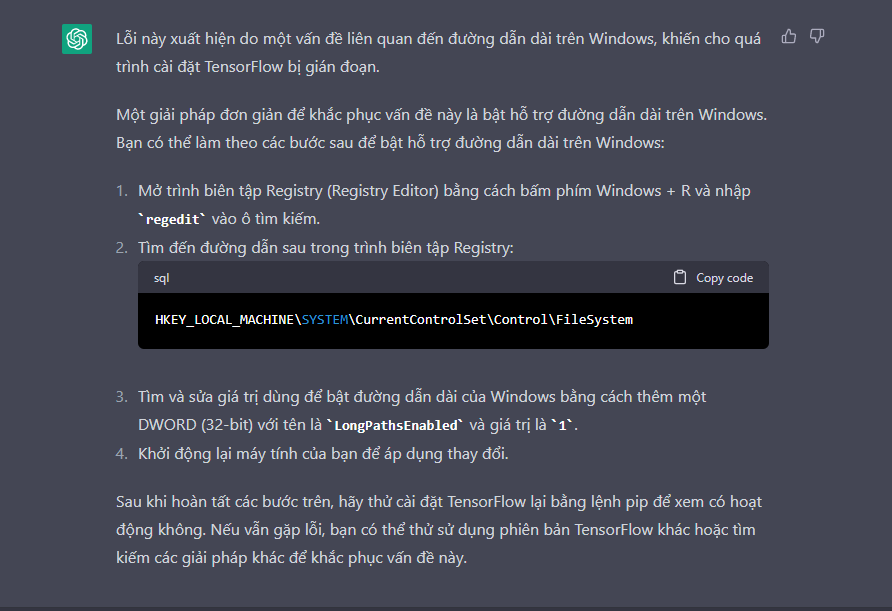 Lỗi này xuất hiện do một vấn đề liên quan đến đường dẫn dài trên Windows, khiến cho quá
trình cài đặt TensorFlow bị gián đoạn.
Một giải pháp đơn giản để khắc phục vấn đề này là bật hỗ trợ đường dẫn dài trên Windows.
Bạn có thể làm theo các bước sau để bật hỗ trợ đường dẫn dài trên Windows:
1. Mở trình biên tập Registry (Registry Editor) bằng cách bấm phím Windows + R và nhập
`regedit` vào ô tìm kiếm.
2. Tìm đến đường dẫn sau trong trình biên tập Registry:
sql Copy code
HKEY_LOCAL_MACHINE\SYSTEM\CurrentControlSet\Control\FileSystem
3. Tìm và sửa giá trị dùng để bật đường dẫn dài của Windows bằng cách thêm một
DWORD (32-bit) với tên là `LongPathsEnabled` và giá trị là `1`.
4. Khởi động lại máy tính của bạn để áp dụng thay đổi.
Sau khi hoàn tất các bước trên, hãy thử cài đặt TensorFlow lại bằng lệnh pip để xem có hoạt
động không. Nếu vẫn gặp lỗi, bạn có thể thử sử dụng phiên bản TensorFlow khác hoặc tìm
kiếm các giải pháp khác để khắc phục vấn đề này.